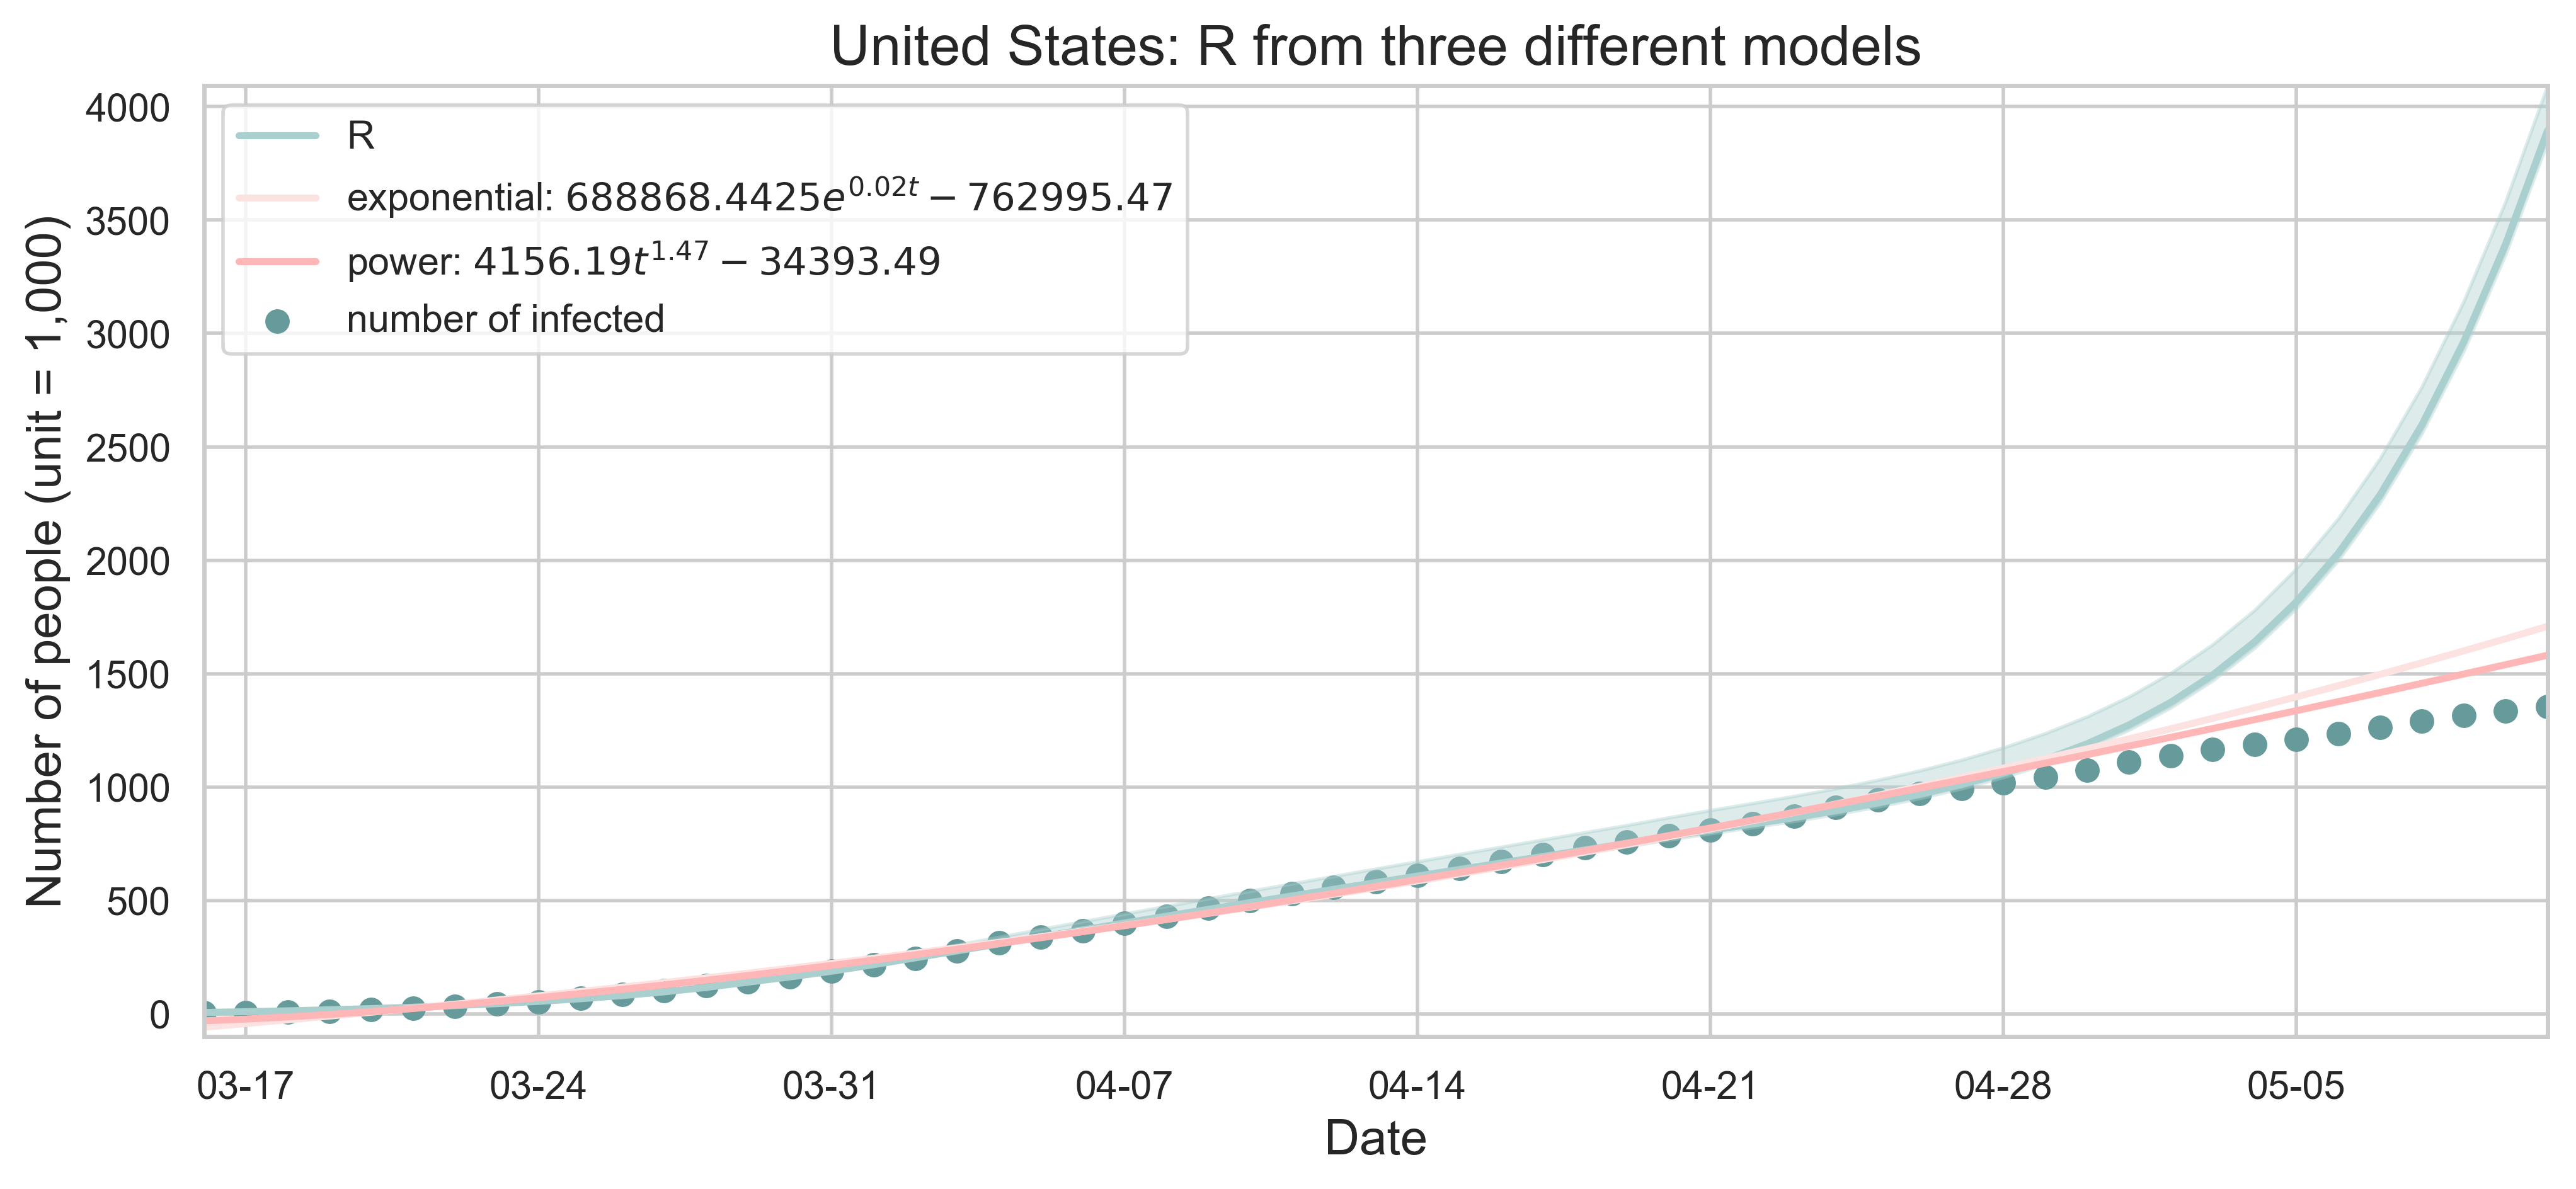 United States: R from three different models
4000
3500
3000
2500
2000
1500
1000
500
0
Number of people (unit = 1,000)
R
exponential: 688868.4425e^{0.02t} − 762995.47
power: 4156.19t^{1.47} − 34393.49
number of infected
03-17 03-24 03-31 04-07 04-14 04-21 04-28 05-05
Date